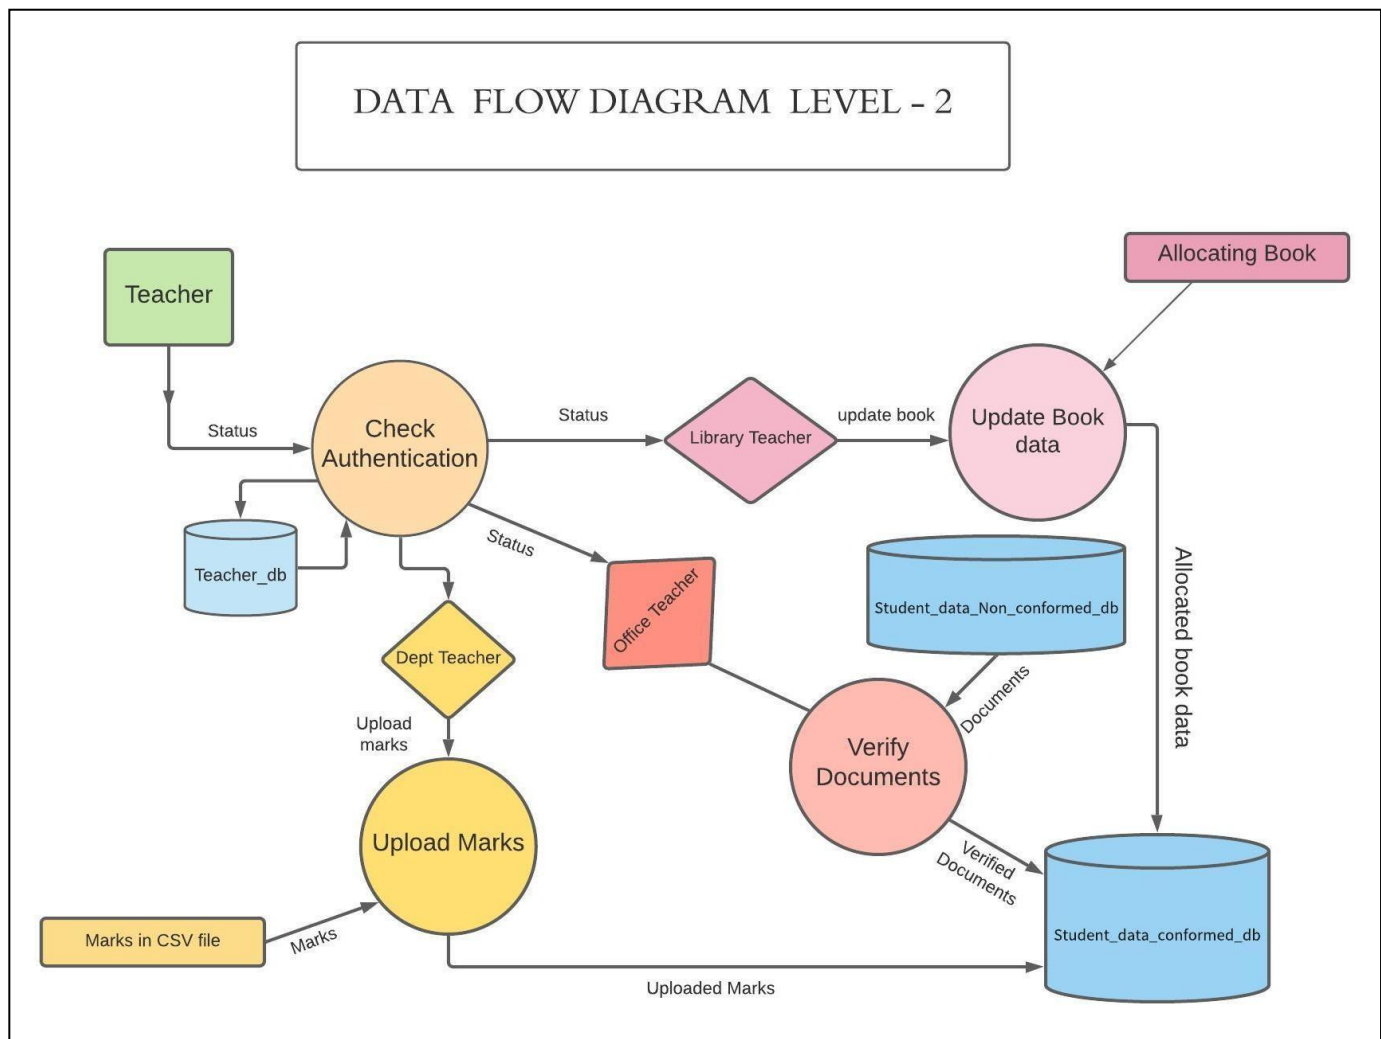 DATA FLOW DIAGRAM LEVEL - 2
Allocating Book
Teacher
Check
Authentication
Status
Status
Library Teacher
update book
Update Book
data
Teacher_db
Status
Office Teacher
Student_data_Non_conformed_db
Allocated book data
Dept Teacher
Documents
Upload
marks
Verify
Documents
Upload Marks
Verified
Documents
Marks in CSV file
Marks
Student_data_conformed_db
Uploaded Marks